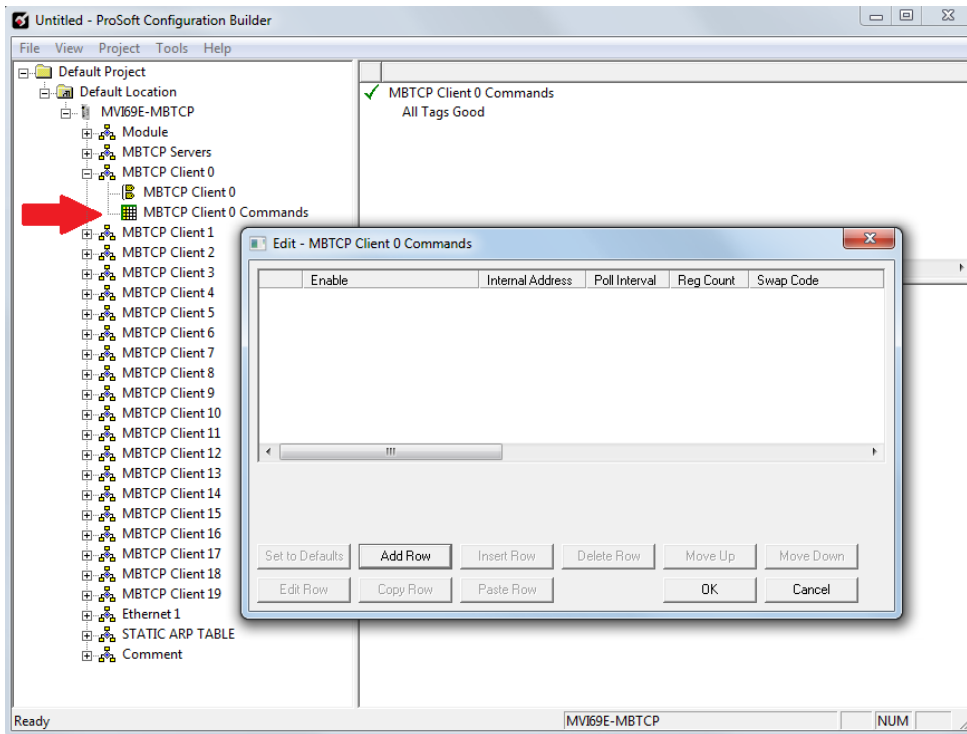 Untitled - ProSoft Configuration Builder
File View Project Tools Help
Default Project
Default Location
MVI69E-MBTCP
Module
MBTCP Servers
MBTCP Client 0
MBTCP Client 0
MBTCP Client 0 Commands
MBTCP Client 1
MBTCP Client 2
MBTCP Client 3
MBTCP Client 4
MBTCP Client 5
MBTCP Client 6
MBTCP Client 7
MBTCP Client 8
MBTCP Client 9
MBTCP Client 10
MBTCP Client 11
MBTCP Client 12
MBTCP Client 13
MBTCP Client 14
MBTCP Client 15
MBTCP Client 16
MBTCP Client 17
MBTCP Client 18
MBTCP Client 19
Ethernet 1
STATIC ARP TABLE
Comment
MBTCP Client 0 Commands
All Tags Good
Edit - MBTCP Client 0 Commands
Enable Internal Address Poll Interval Reg Count Swap Code
Set to Defaults Add Row Insert Row Delete Row Move Up Move Down
Edit Row Copy Row Paste Row OK Cancel
Ready MVI69E-MBTCP NUM